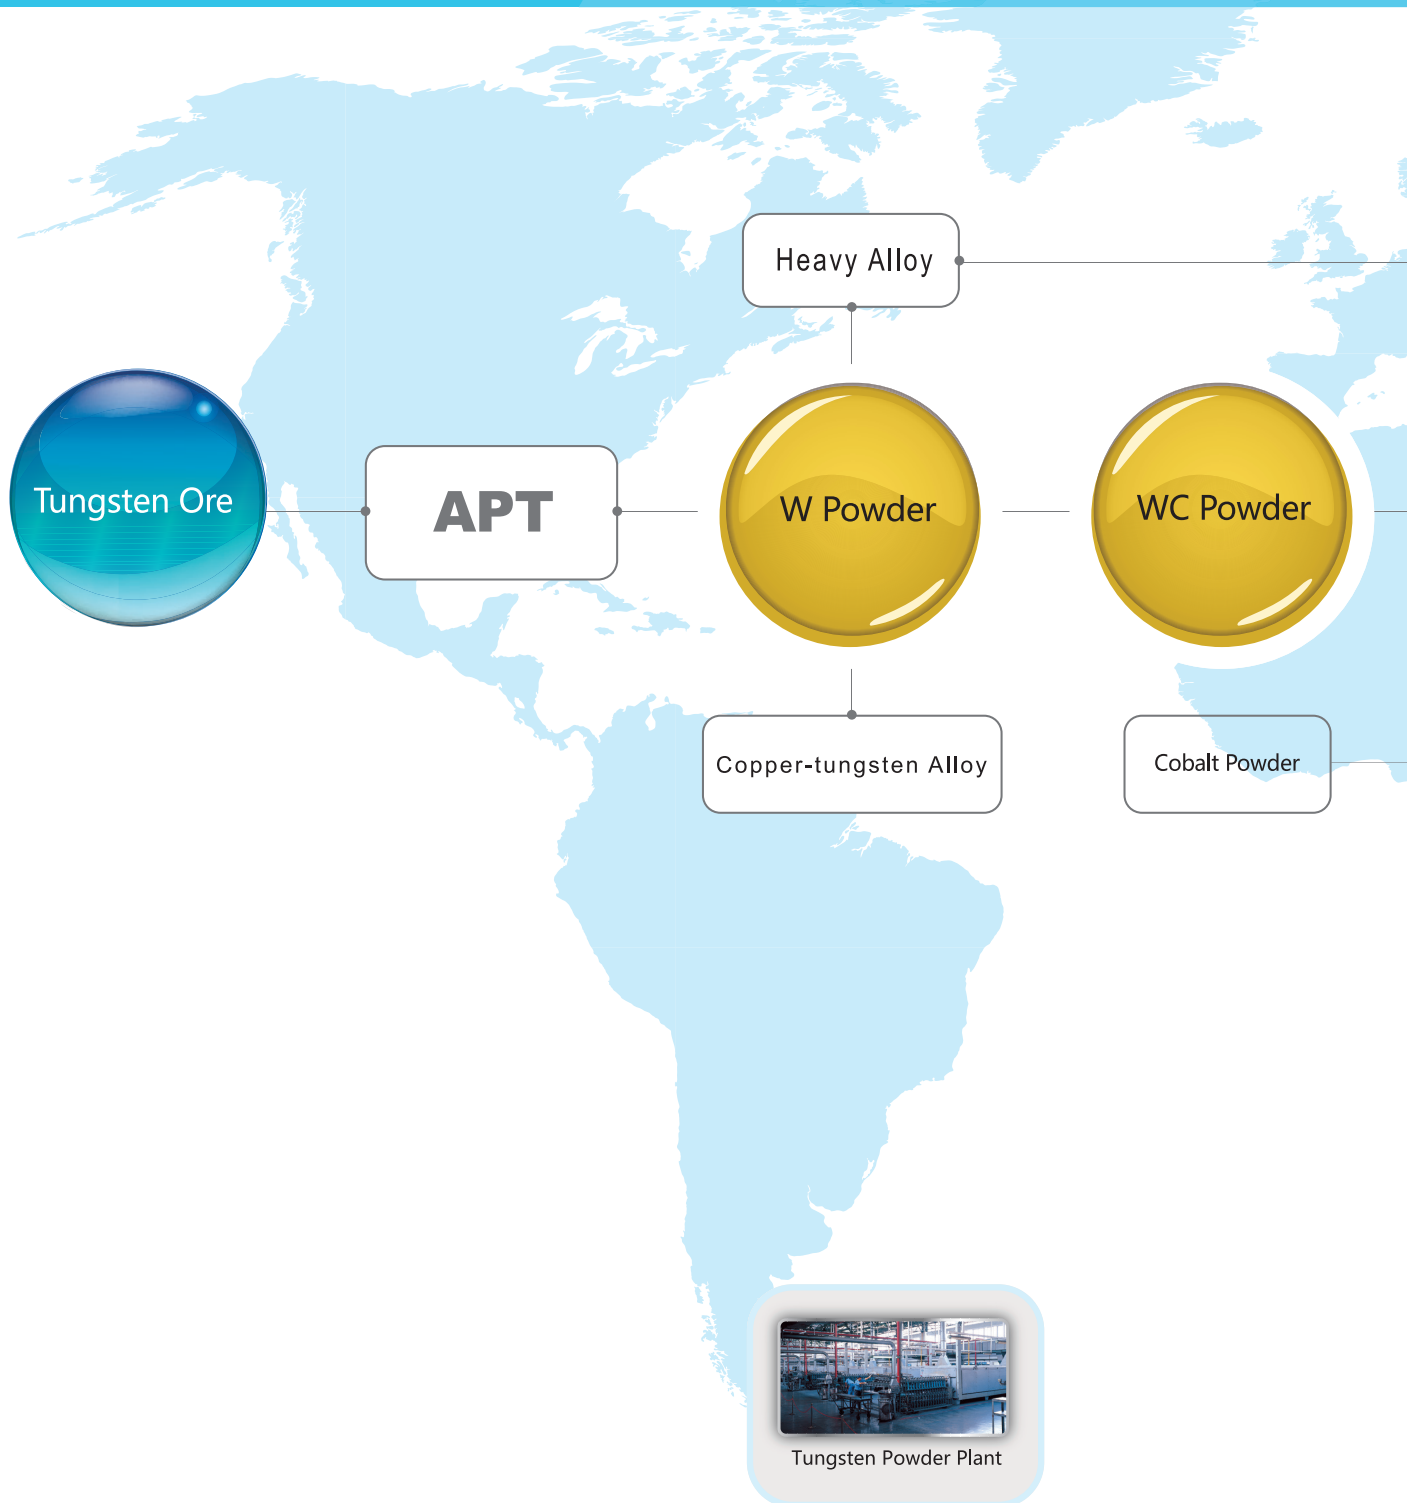 Heavy Alloy
Tungsten Ore
APT
W Powder
WC Powder
Copper-tungsten Alloy
Cobalt Powder
Tungsten Powder Plant